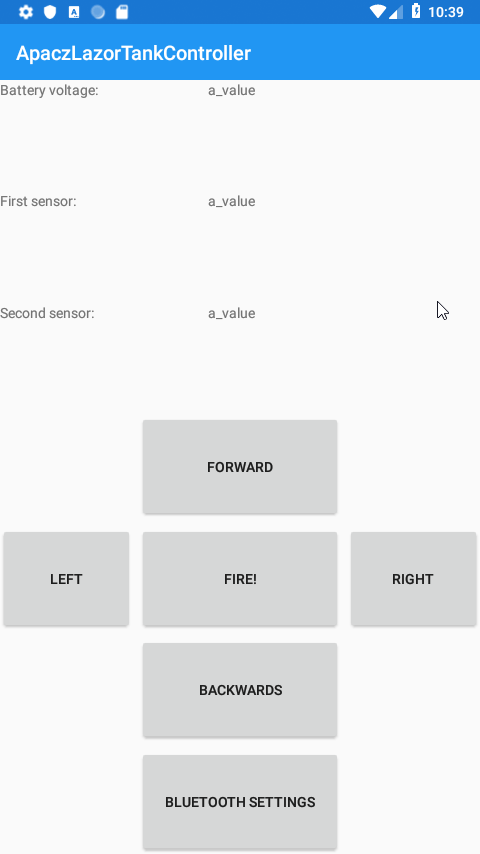 10:39
ApaczLazorTankController
Battery voltage: a_value
First sensor: a_value
Second sensor: a_value
FORWARD
LEFT FIRE! RIGHT
BACKWARDS
BLUETOOTH SETTINGS